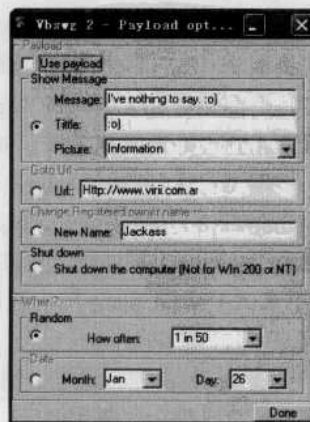 Vbswg 2 - Payload opt...
Payload
Use payload
Show Message
Message: I've nothing to say. :o)
Tittle: :o)
Picture: Information
Goto Url
Url: Http://www.virii.com.ar
Change Registered owner name
New Name: Jackass
Shut down
Shut down the computer (Not for WIn 200 or NT)
When?
Random
How often: 1 in 50
Date
Month: Jan Day: 26
Done